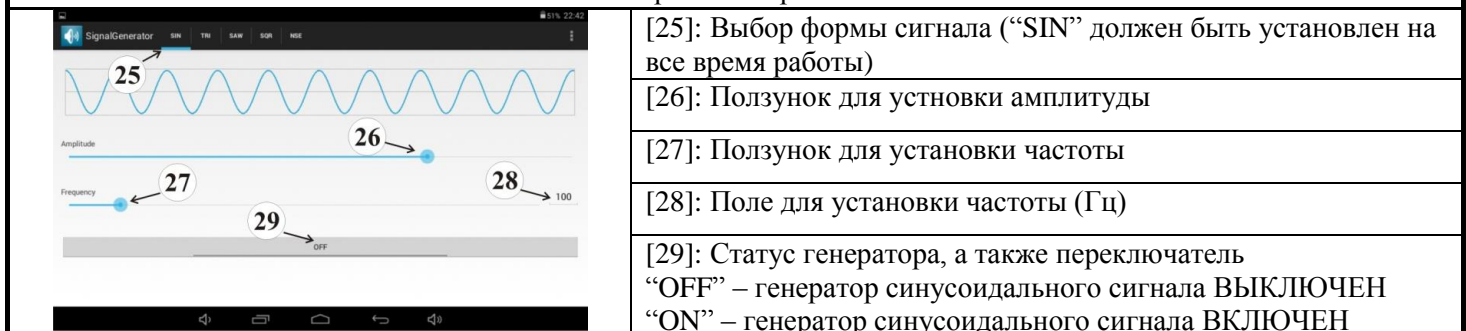 51% 22:42
SignalGenerator SIN TRI SAW SQR NSE
25
Amplitude
26
27
28
Frequency
100
29
OFF
[25]: Выбор формы сигнала (“SIN” должен быть установлен на
все время работы)
[26]: Ползунок для устновки амплитуды
[27]: Ползунок для установки частоты
[28]: Поле для установки частоты (Гц)
[29]: Статус генератора, а также переключатель
“OFF” – генератор синусоидального сигнала ВЫКЛЮЧЕН
“ON” – генератор синусоидального сигнала ВКЛЮЧЕН